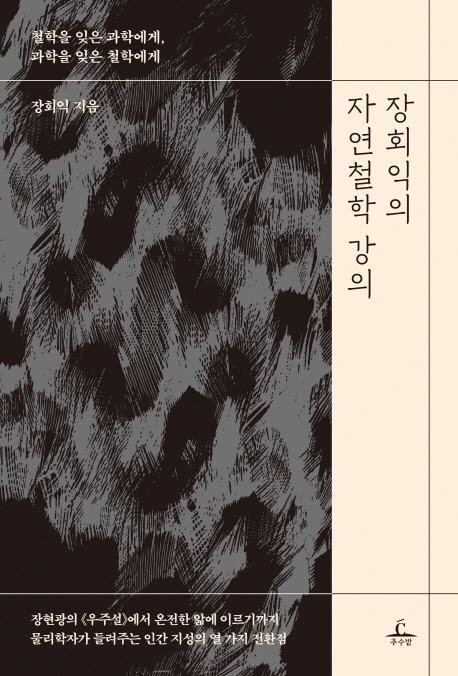 철학을 잊은 과학에게,
과학을 잊은 철학에게
장회익 지음
장회익의
자연철학 강의
장현광의 《우주설》에서 온전한 앎에 이르기까지
물리학자가 들려주는 인간 지성의 열 가지 전환점
추수밭